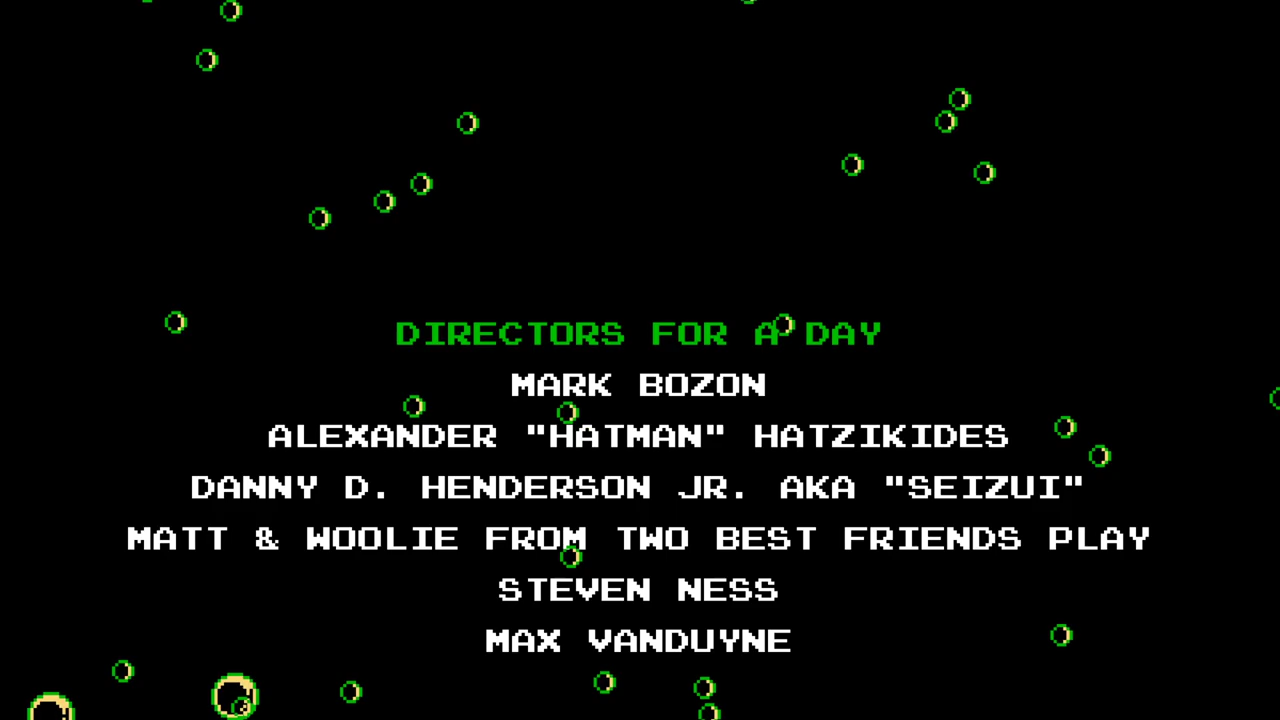 DIRECTORS FOR A DAY
MARK BOZON
ALEXANDER "HATMAN" HATZIKIDES
DANNY D. HENDERSON JR. AKA "SEIZUI"
MATT & WOOLIE FROM TWO BEST FRIENDS PLAY
STEVEN NESS
MAX VANDUYNE